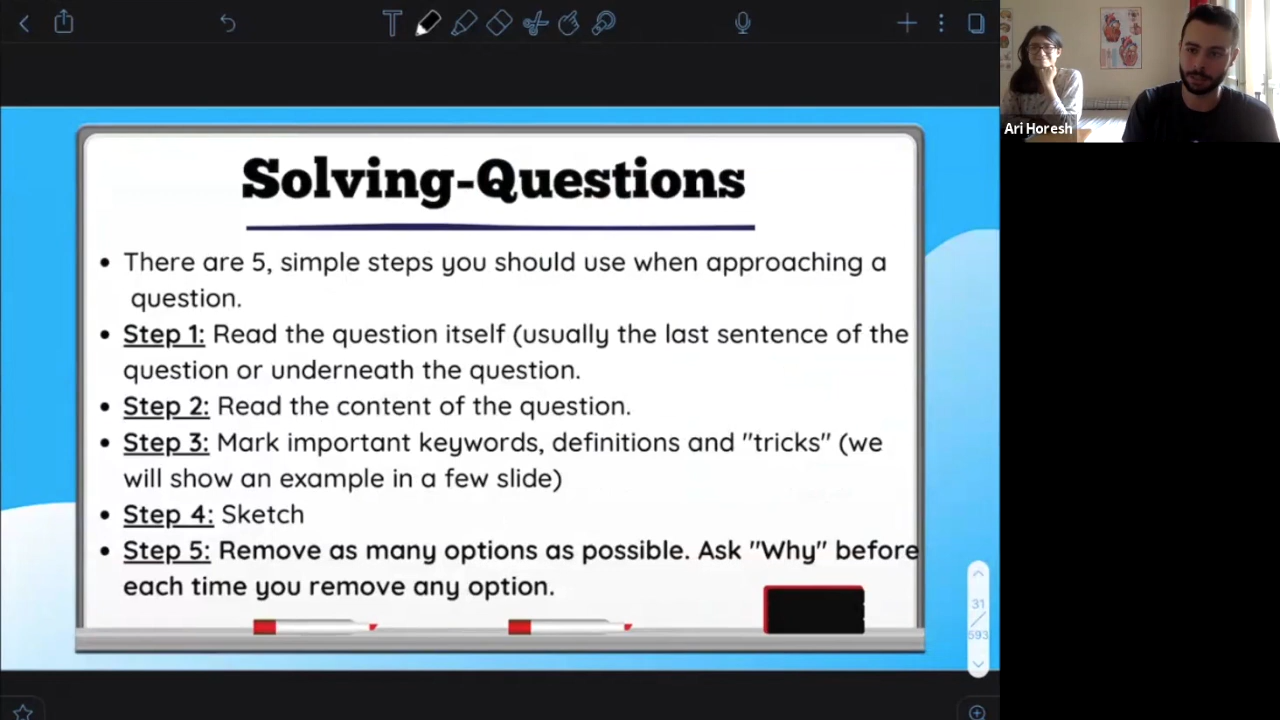 Solving-Questions
• There are 5, simple steps you should use when approaching a
question.
• Step 1: Read the question itself (usually the last sentence of the
question or underneath the question.
• Step 2: Read the content of the question.
• Step 3: Mark important keywords, definitions and "tricks" (we
will show an example in a few slide)
• Step 4: Sketch
• Step 5: Remove as many options as possible. Ask "Why" before
each time you remove any option.
31
/
593
Ari Horesh